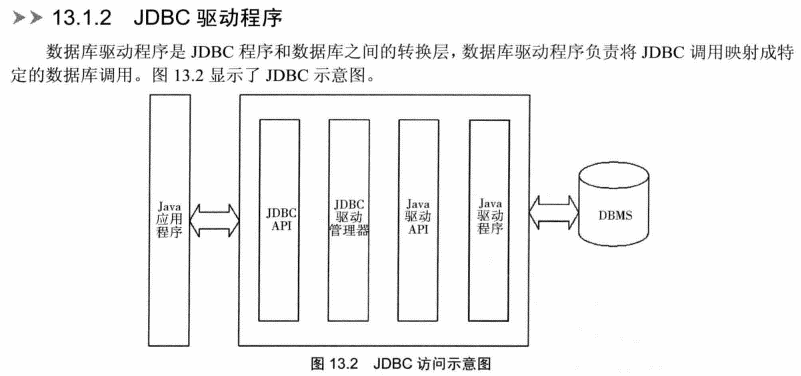 13.1.2 JDBC 驱动程序
数据库驱动程序是 JDBC 程序和数据库之间的转换层，数据库驱动程序负责将 JDBC 调用映射成特
定的数据库调用。图 13.2 显示了 JDBC 示意图。
Java
应用
程序
JDBC
API
JDBC
驱动
管理器
Java
驱动
API
Java
驱动
程序
DBMS
图 13.2 JDBC 访问示意图